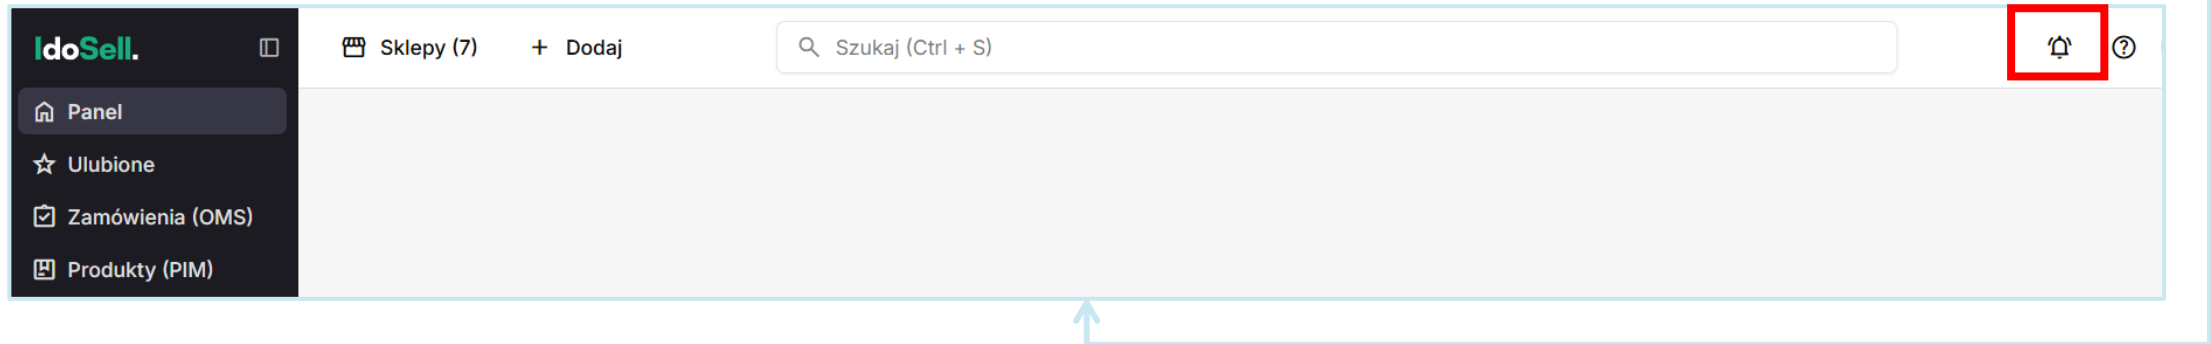 IdoSell.
Sklepy (7)
+ Dodaj
Szukaj (Ctrl + S)
Panel
Ulubione
Zamówienia (OMS)
Produkty (PIM)